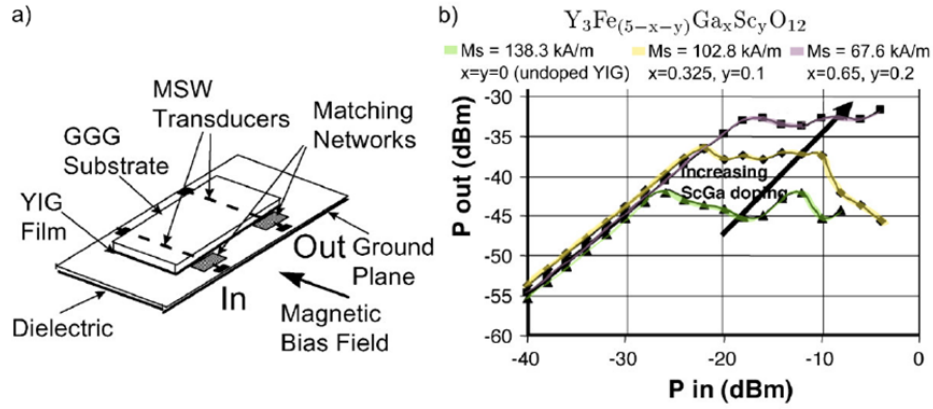 a)
MSW
Transducers
GGG
Substrate
Matching
Networks
YIG
Film
Out
Ground
Plane
In
Magnetic
Bias Field
Dielectric
b)
Y₃Fe₍₅₋ₓ₋ᵧ₎GaₓScᵧO₁₂
Ms = 138.3 kA/m
x=y=0 (undoped YIG)
Ms = 102.8 kA/m
x=0.325, y=0.1
Ms = 67.6 kA/m
x=0.65, y=0.2
P out (dBm)
-30
-35
-40
-45
-50
-55
-60
Increasing
ScGa doping
-40 -30 -20 -10 0
P in (dBm)